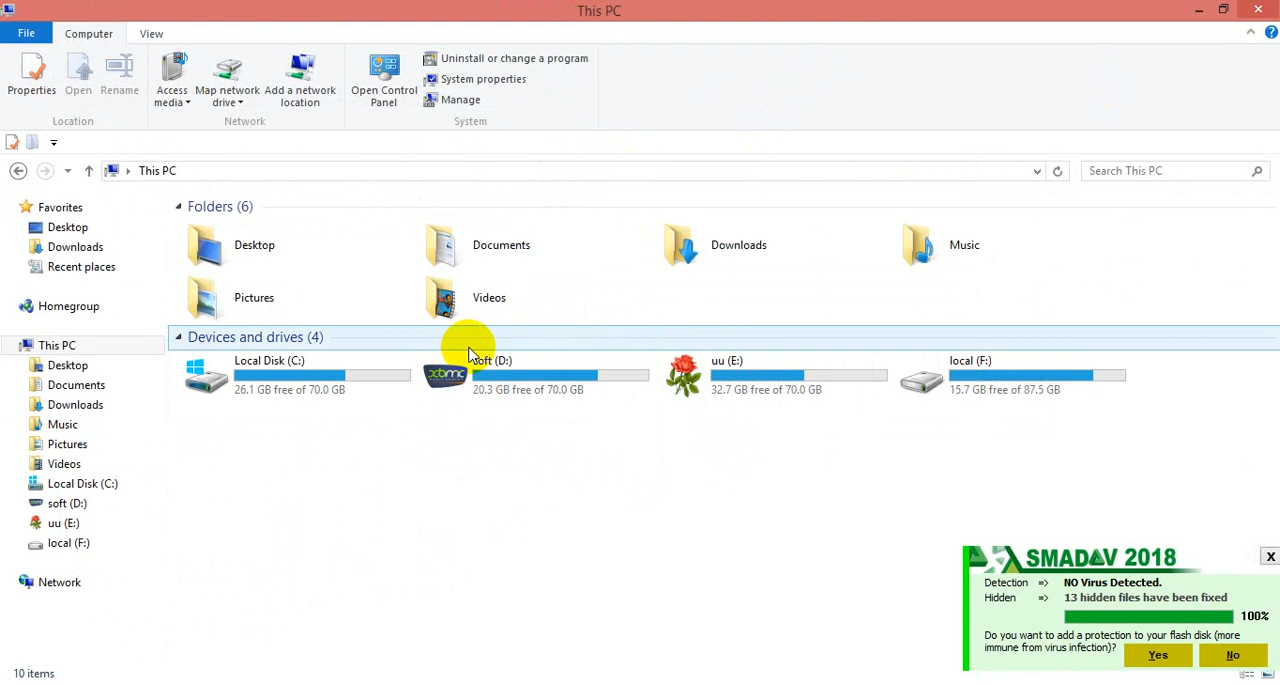 This PC
File
Computer
View
Properties
Open
Rename
Access
media
Map network
drive
Add a network
location
Open Control
Panel
Uninstall or change a program
System properties
Manage
Location
Network
System
This PC
Search This PC
Favorites
Desktop
Downloads
Recent places
Homegroup
This PC
Desktop
Documents
Downloads
Music
Pictures
Videos
Local Disk (C:)
soft (D:)
uu (E:)
local (F:)
Network
Folders (6)
Desktop
Documents
Downloads
Music
Pictures
Videos
Devices and drives (4)
Local Disk (C:)
26.1 GB free of 70.0 GB
xbmc
soft (D:)
20.3 GB free of 70.0 GB
uu (E:)
32.7 GB free of 70.0 GB
local (F:)
15.7 GB free of 87.5 GB
SMADAV 2018
X
Detection => NO Virus Detected.
Hidden => 13 hidden files have been fixed
100%
Do you want to add a protection to your flash disk (more
immune from virus infection)?
Yes
No
10 items